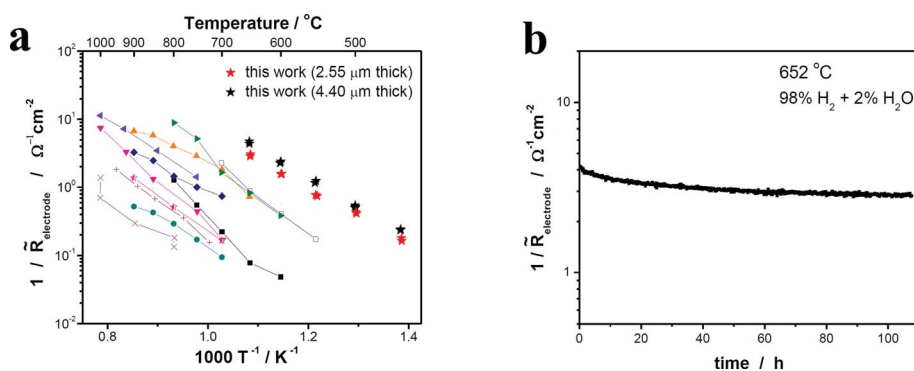 a
Temperature / °C
1000 900 800 700 600 500
10² 10¹ 10⁰ 10⁻¹ 10⁻²
1 / R̃electrode / Ω⁻¹cm⁻²
★ this work (2.55 μm thick)
★ this work (4.40 μm thick)
0.8 1.0 1.2 1.4
1000 T⁻¹ / K⁻¹
b
652 °C
98% H₂ + 2% H₂O
10
1
1 / R̃electrode / Ω⁻¹cm⁻²
0 20 40 60 80 100
time / h